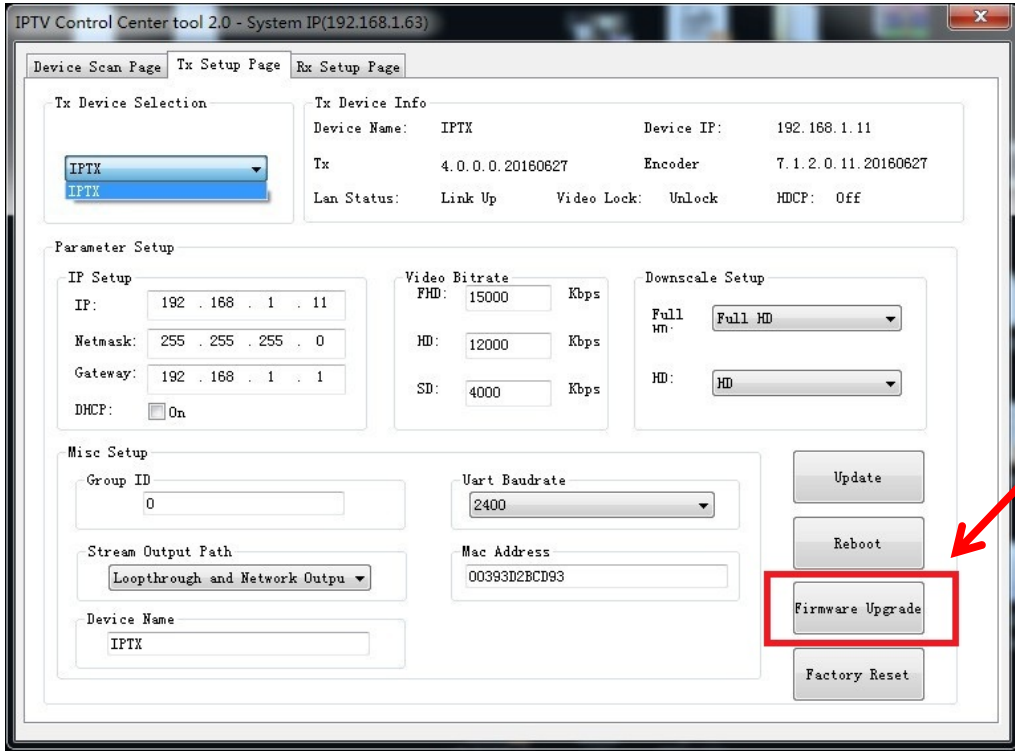 IPTV Control Center tool 2.0 - System IP(192.168.1.63)
Device Scan Page Tx Setup Page Rx Setup Page
Tx Device Selection
IPTX
IPTX
Tx Device Info
Device Name: IPTX Device IP: 192.168.1.11
Tx 4.0.0.0.20160627 Encoder 7.1.2.0.11.20160627
Lan Status: Link Up Video Lock: Unlock HDCP: Off
Parameter Setup
IP Setup
IP: 192 . 168 . 1 . 11
Netmask: 255 . 255 . 255 . 0
Gateway: 192 . 168 . 1 . 1
DHCP: On
Video Bitrate
FHD: 15000 Kbps
HD: 12000 Kbps
SD: 4000 Kbps
Downscale Setup
Full HD: Full HD
HD: HD
Misc Setup
Group ID
0
Uart Baudrate
2400
Stream Output Path
Loopthrough and Network Outpu
Mac Address
00393D2BCD93
Device Name
IPTX
Update
Reboot
Firmware Upgrade
Factory Reset